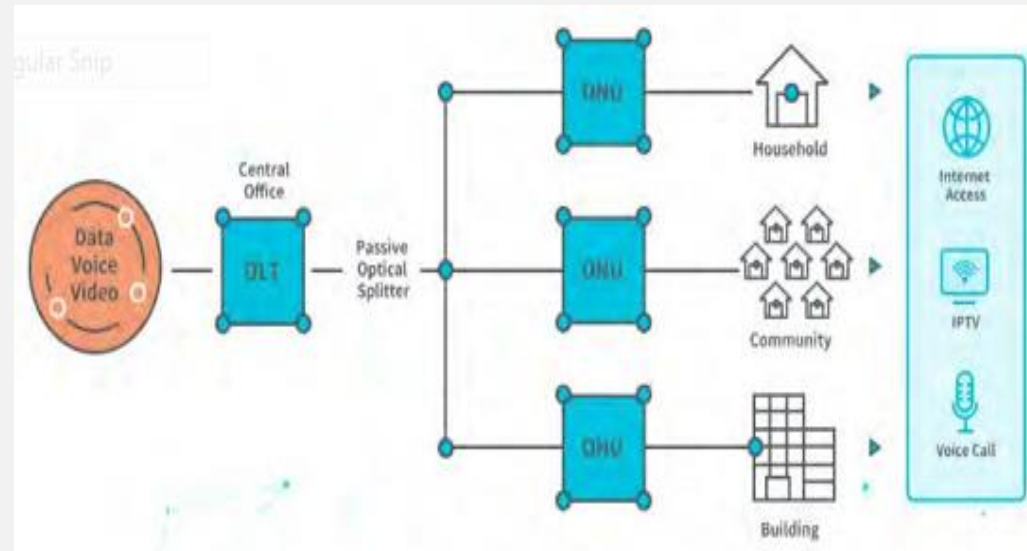 gular Snip
Data
Voice
Video
Central
Office
OLT
Passive
Optical
Splitter
ONU
Household
ONU
Community
ONU
Building
Internet
Access
IPTV
Voice Call